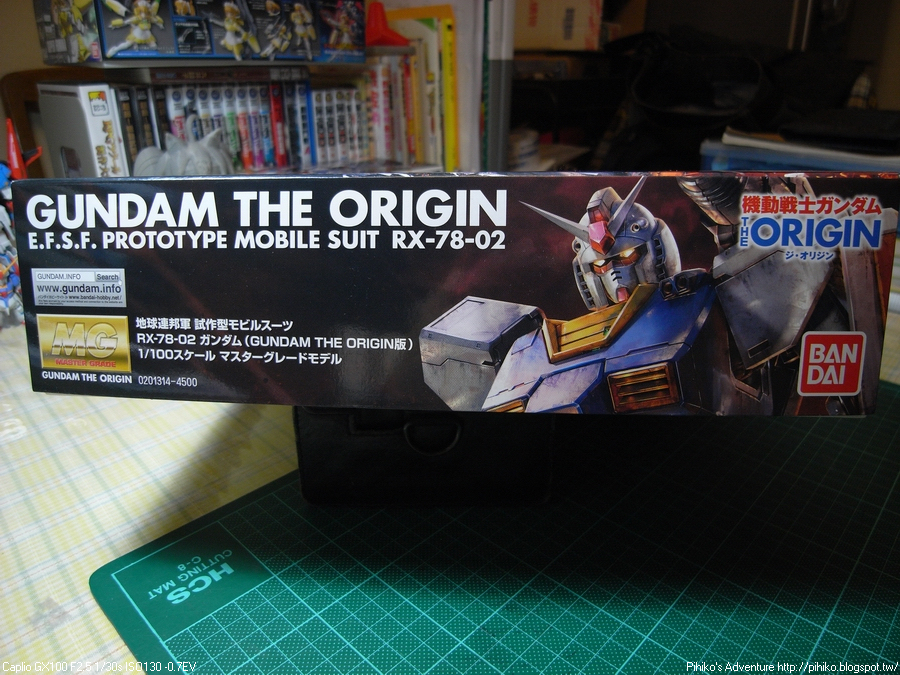 GUNDAM THE ORIGIN
E.F.S.F. PROTOTYPE MOBILE SUIT RX-78-02
GUNDAM.INFO Search
www.gundam.info
MG
MASTER GRADE
GUNDAM THE ORIGIN 0201314-4500
地球連邦軍 試作型モビルスーツ
RX-78-02 ガンダム(GUNDAM THE ORIGIN版)
1/100スケール マスターグレードモデル
機動戦士ガンダム
THE ORIGIN
ジ・オリジン
BAN
DAI
HCS
CUTTING MAT
C-8
Caplio GX100 F2.5 1/30s ISO130 -0.7EV
Pihiko's Adventure http://pihiko.blogspot.tw/